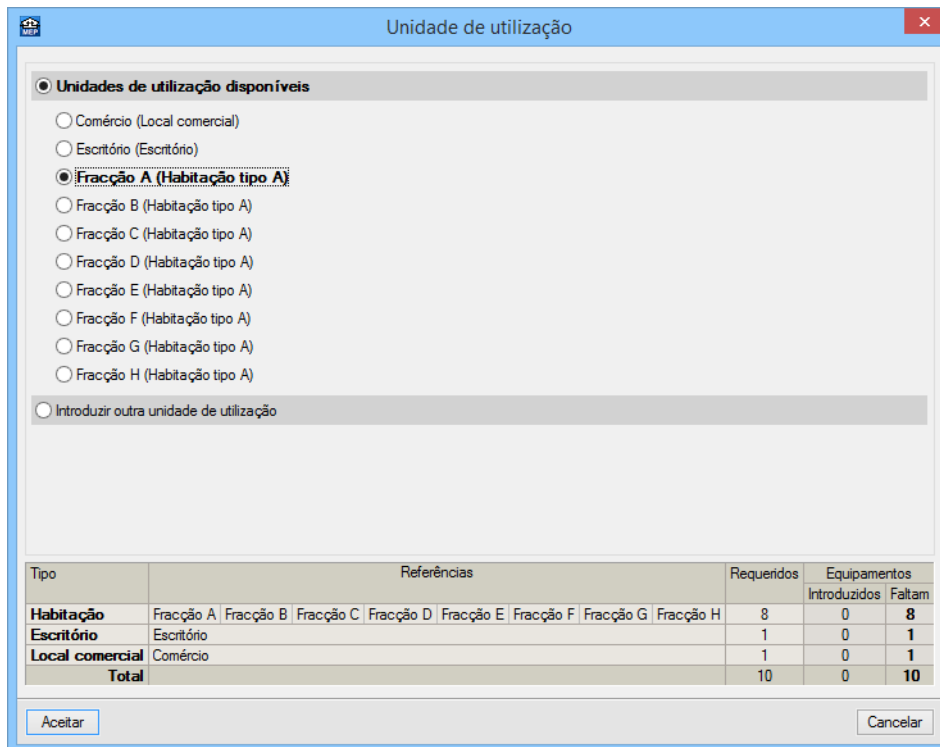 MEP
Unidade de utilização
Unidades de utilização disponíveis
Comércio (Local comercial)
Escritório (Escritório)
Fracção A (Habitação tipo A)
Fracção B (Habitação tipo A)
Fracção C (Habitação tipo A)
Fracção D (Habitação tipo A)
Fracção E (Habitação tipo A)
Fracção F (Habitação tipo A)
Fracção G (Habitação tipo A)
Fracção H (Habitação tipo A)
Introduzir outra unidade de utilização
Tipo Referências Requeridos Equipamentos
Introduzidos Faltam
Habitação Fracção A Fracção B Fracção C Fracção D Fracção E Fracção F Fracção G Fracção H 8 0 8
Escritório Escritório 1 0 1
Local comercial Comércio 1 0 1
Total 10 0 10
Aceitar Cancelar